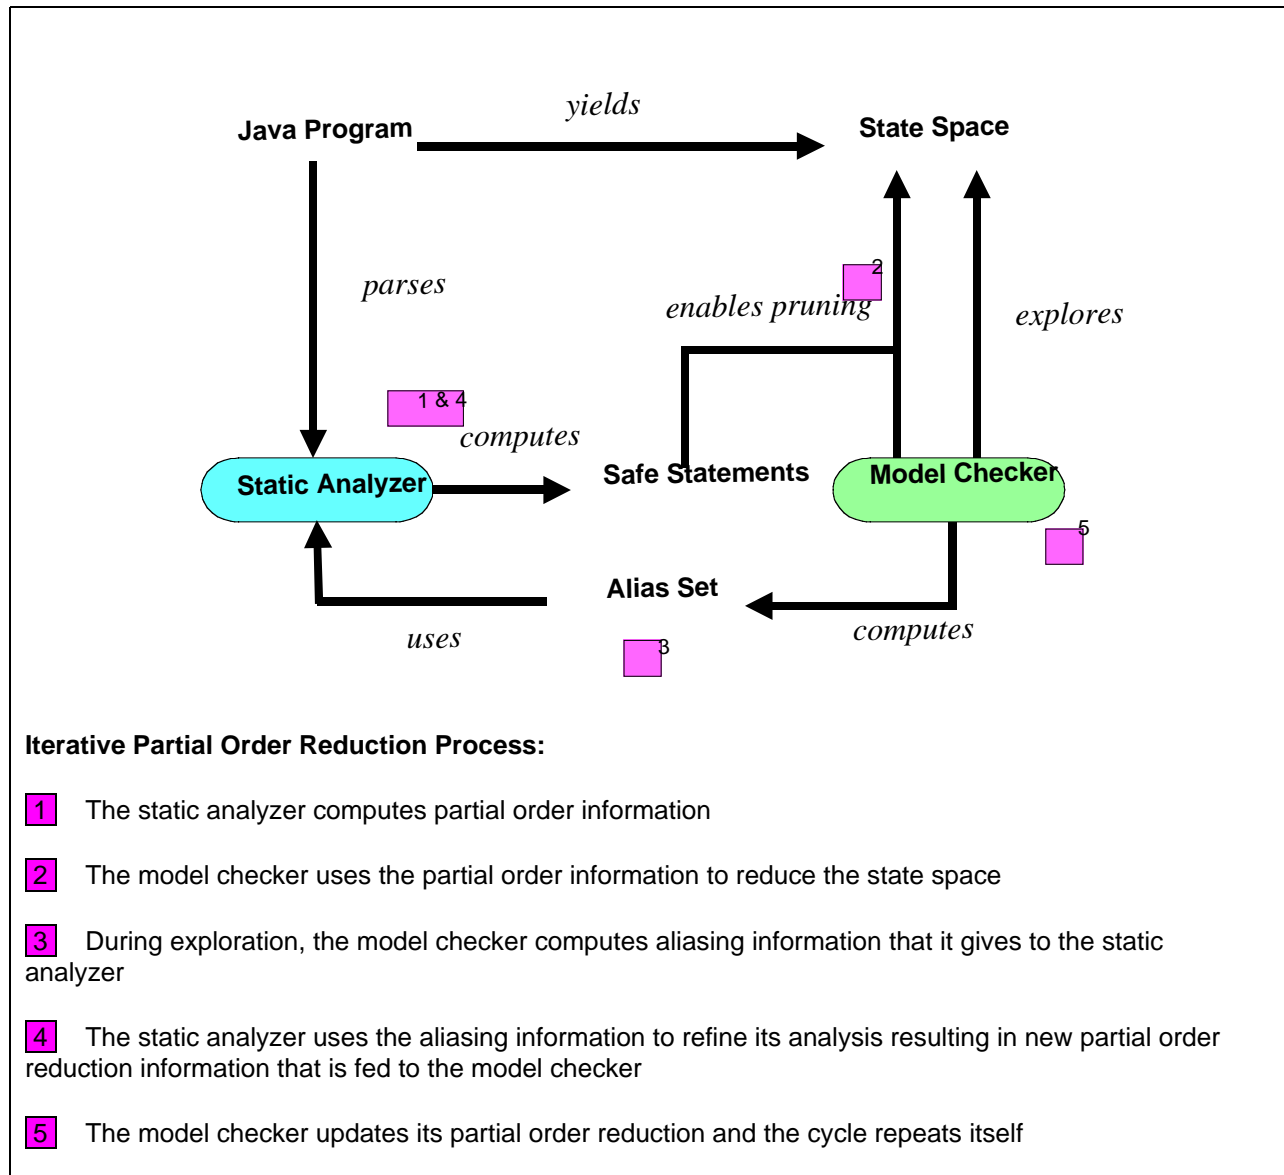 yields
Java Program
State Space
2
parses
enables pruning
explores
1 & 4
computes
Safe Statements
Model Checker
Static Analyzer
5
Alias Set
computes
uses
3
Iterative Partial Order Reduction Process:
1 The static analyzer computes partial order information
2 The model checker uses the partial order information to reduce the state space
3 During exploration, the model checker computes aliasing information that it gives to the static
analyzer
4 The static analyzer uses the aliasing information to refine its analysis resulting in new partial order
reduction information that is fed to the model checker
5 The model checker updates its partial order reduction and the cycle repeats itself